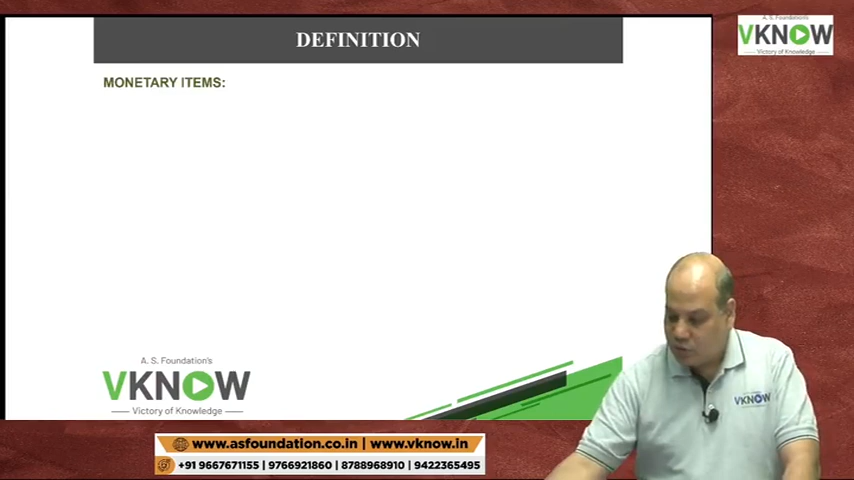 DEFINITION
MONETARY ITEMS:
A. S. Foundation's
VKNOW
Victory of Knowledge
A. S. Foundation's
VKNOW
Victory of Knowledge
VKNOW
www.asfoundation.co.in | www.vknow.in
+91 9667671155 | 9766921860 | 8788968910 | 9422365495